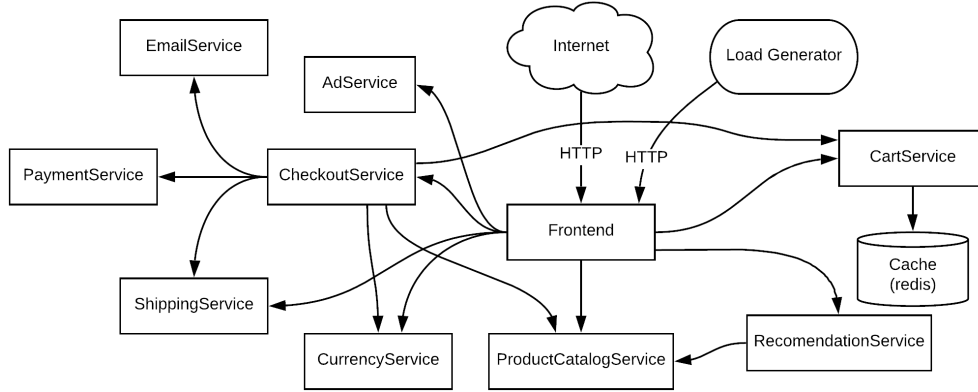 EmailService
Internet
Load Generator
AdService
HTTP
HTTP
CartService
PaymentService
CheckoutService
Frontend
Cache
(redis)
ShippingService
RecomendationService
CurrencyService
ProductCatalogService